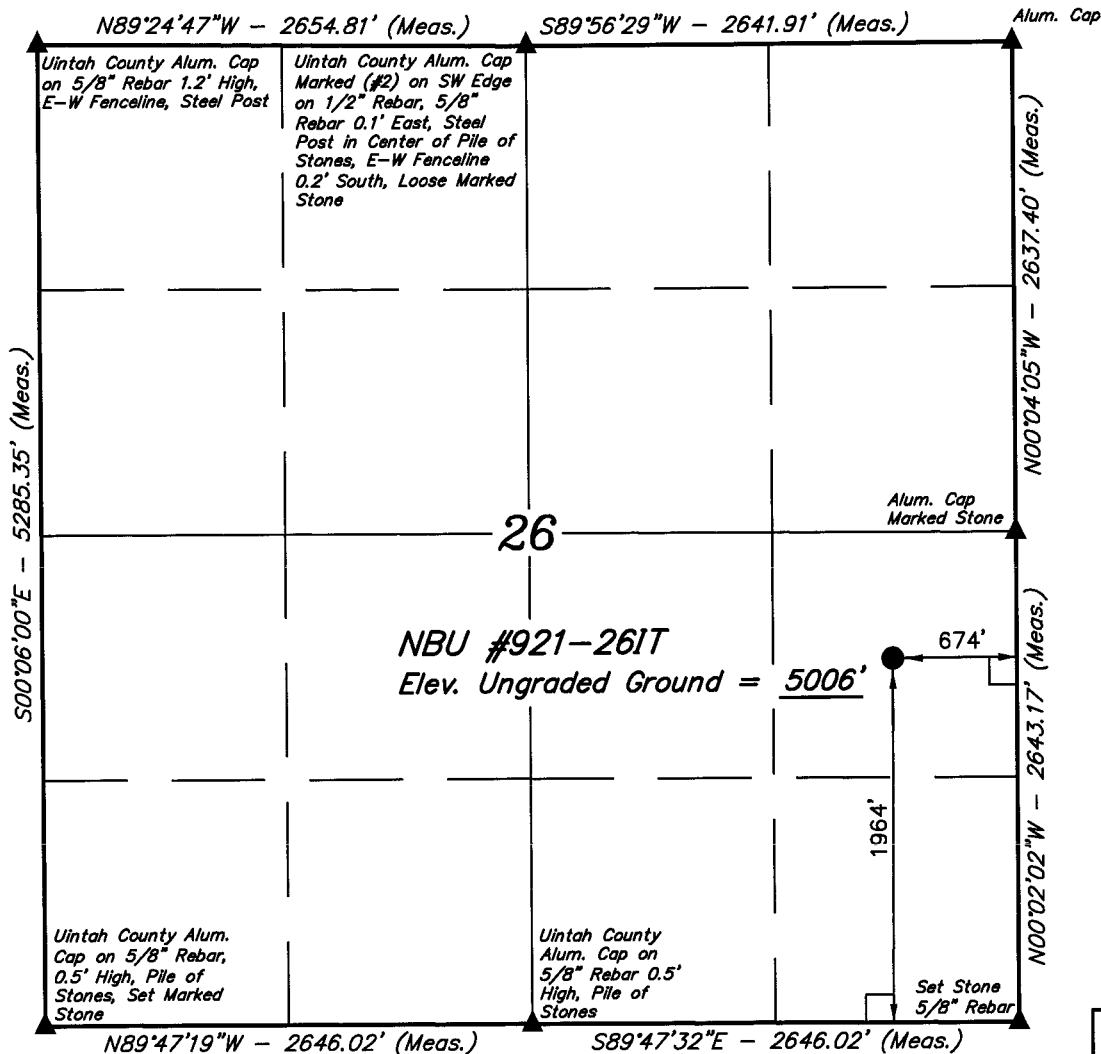 N89°24'47"W – 2654.81' (Meas.)
S89°56'29"W – 2641.91' (Meas.)
Alum. Cap
Uintah County Alum. Cap
on 5/8" Rebar 1.2' High,
E–W Fenceline, Steel Post
Uintah County Alum. Cap
Marked (#2) on SW Edge
on 1/2" Rebar, 5/8"
Rebar 0.1' East, Steel
Post in Center of Pile of
Stones, E–W Fenceline
0.2' South, Loose Marked
Stone
N00°04'05"W – 2637.40' (Meas.)
S00°06'00"E – 5285.35' (Meas.)
Alum. Cap
Marked Stone
26
NBU #921–26IT
Elev. Ungraded Ground = 5006'
674'
1964'
N00°02'02"W – 2643.17' (Meas.)
Uintah County Alum.
Cap on 5/8" Rebar,
0.5' High, Pile of
Stones, Set Marked
Stone
Uintah County
Alum. Cap on
5/8" Rebar 0.5'
High, Pile of
Stones
Set Stone
5/8" Rebar
N89°47'19"W – 2646.02' (Meas.)
S89°47'32"E – 2646.02' (Meas.)